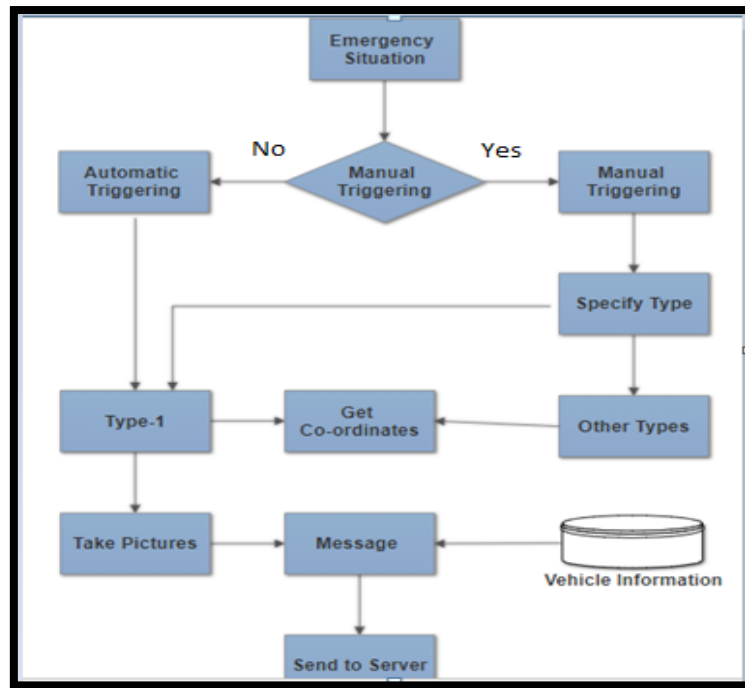 Emergency
Situation
No
Yes
Automatic
Triggering
Manual
Triggering
Manual
Triggering
Specify Type
Type-1
Get
Co-ordinates
Other Types
Take Pictures
Message
Vehicle Information
Send to Server